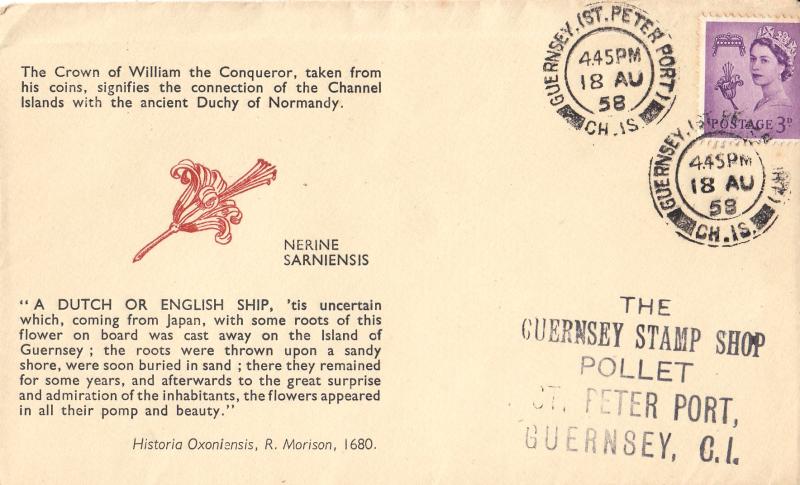 The Crown of William the Conqueror, taken from
his coins, signifies the connection of the Channel
Islands with the ancient Duchy of Normandy.
NERINE
SARNIENSIS
“ A DUTCH OR ENGLISH SHIP, 'tis uncertain
which, coming from Japan, with some roots of this
flower on board was cast away on the Island of
Guernsey ; the roots were thrown upon a sandy
shore, were soon buried in sand ; there they remained
for some years, and afterwards to the great surprise
and admiration of the inhabitants, the flowers appeared
in all their pomp and beauty.”
Historia Oxoniensis, R. Morison, 1680.
GUERNSEY. (ST. PETER PORT)
4.45PM
18 AU
58
CH.IS.
POSTAGE 3D
GUERNSEY. (ST. PETER PORT)
4.45PM
18 AU
58
CH.IS.
THE
GUERNSEY STAMP SHOP
POLLET
ST. PETER PORT,
GUERNSEY, C.I.